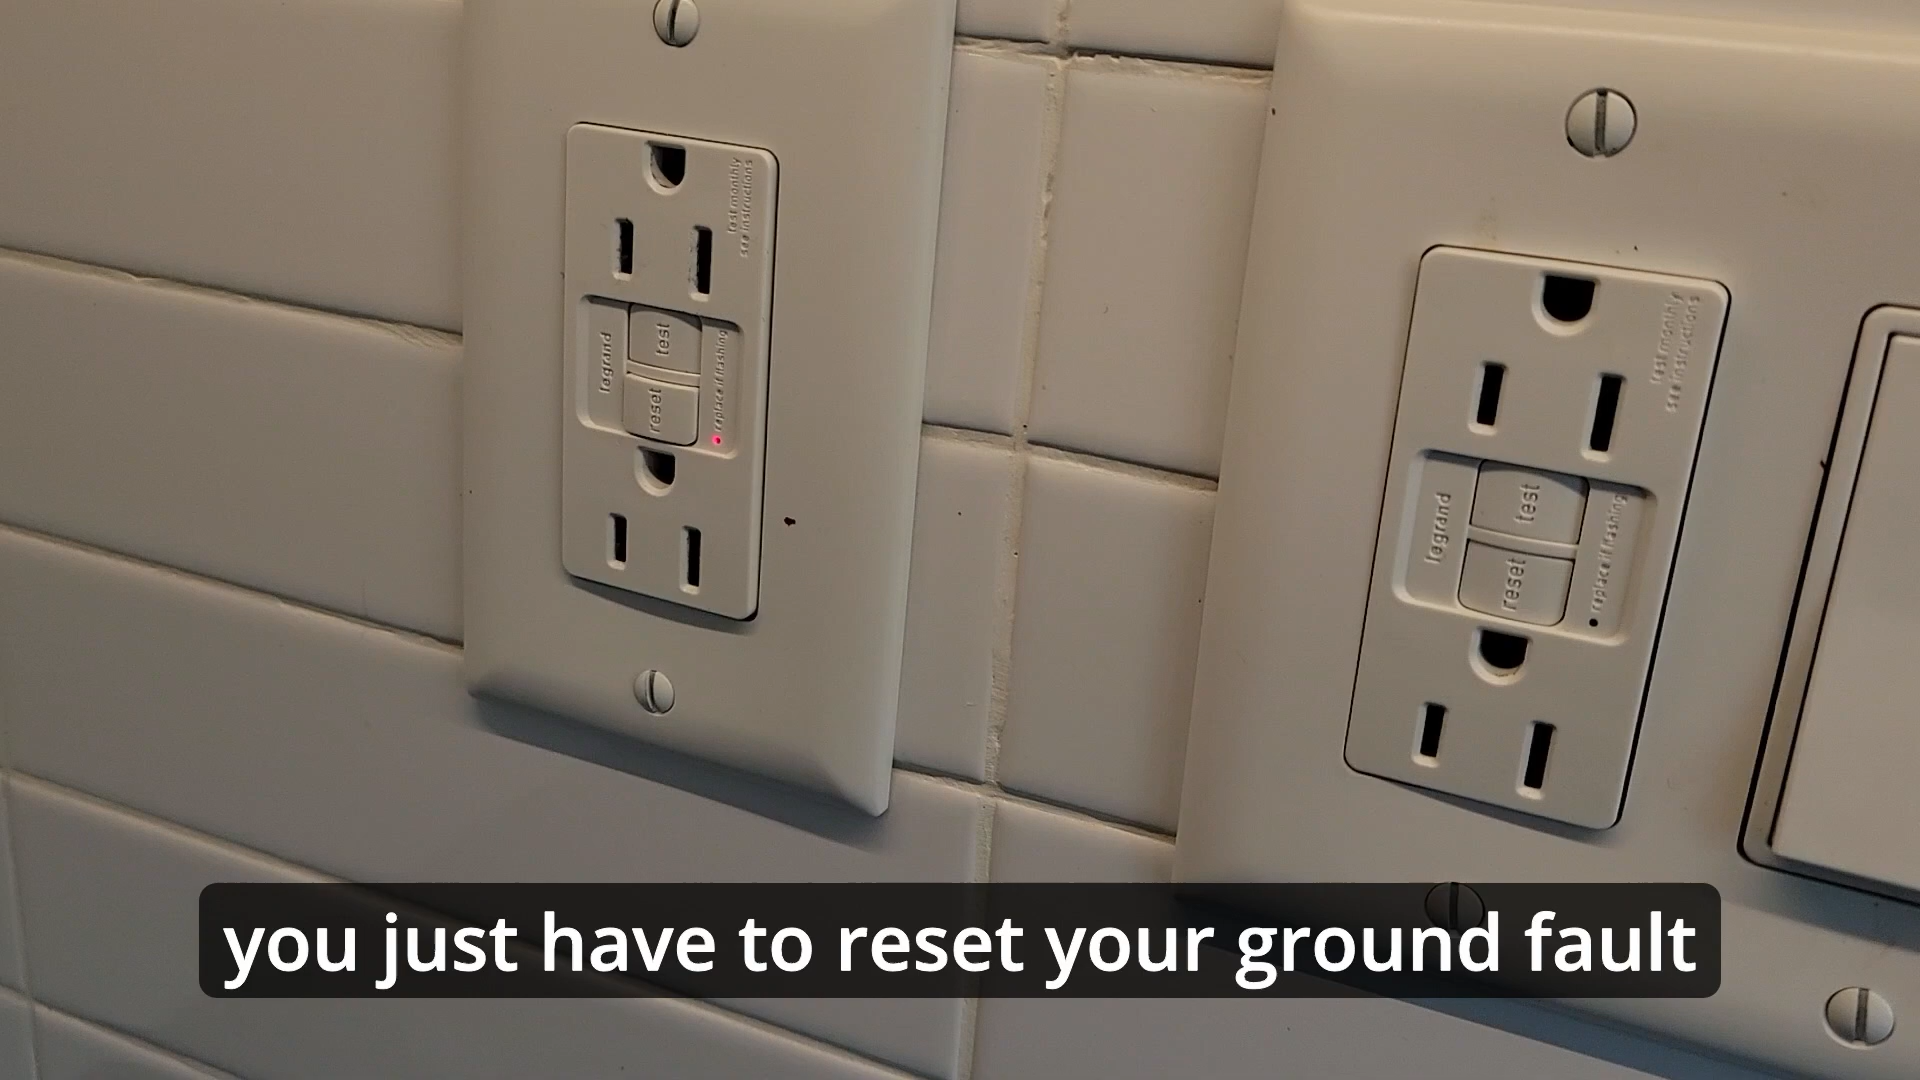 test monthly
see instructions
legrand
test
reset
replace if flashing
test monthly
see instructions
legrand
test
reset
replace if flashing
you just have to reset your ground fault